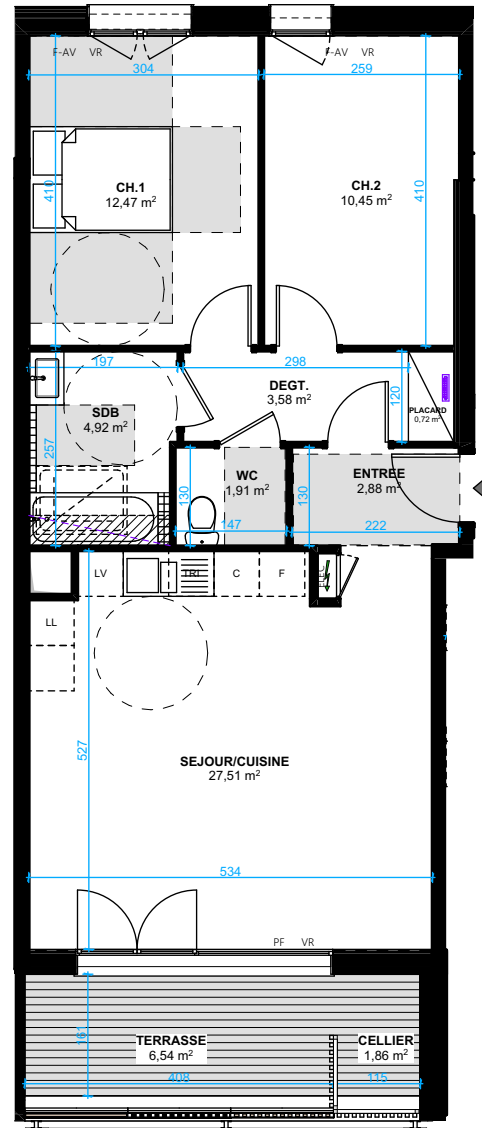 F-AV VR
F-AV VR
304
259
CH.1
12,47 m²
CH.2
10,45 m²
410
410
197
298
DEGT.
3,58 m²
120
SDB
4,92 m²
PLACARD
0,72 m²
257
WC
1,91 m²
ENTREE
2,88 m²
130
130
147
222
LV
TRI
C
F
ELEC
LL
527
SEJOUR/CUISINE
27,51 m²
534
PF VR
161
TERRASSE
6,54 m²
CELLIER
1,86 m²
408
115